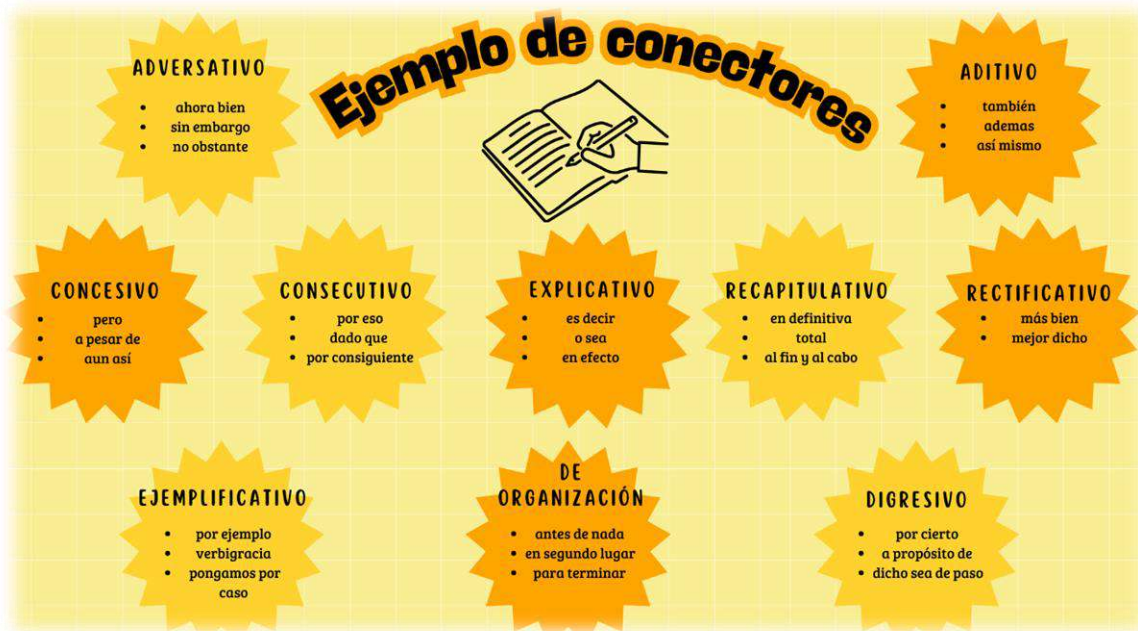 Ejemplo de conectores
ADVERSATIVO
• ahora bien
• sin embargo
• no obstante
ADITIVO
• también
• ademas
• así mismo
CONCESIVO
• pero
• a pesar de
• aun así
CONSECUTIVO
• por eso
• dado que
• por consiguiente
EXPLICATIVO
• es decir
• o sea
• en efecto
RECAPITULATIVO
• en definitiva
• total
• al fin y al cabo
RECTIFICATIVO
• más bien
• mejor dicho
EJEMPLIFICATIVO
• por ejemplo
• verbigracia
• pongamos por
caso
DE
ORGANIZACIÓN
• antes de nada
• en segundo lugar
• para terminar
DIGRESIVO
• por cierto
• a propósito de
• dicho sea de paso